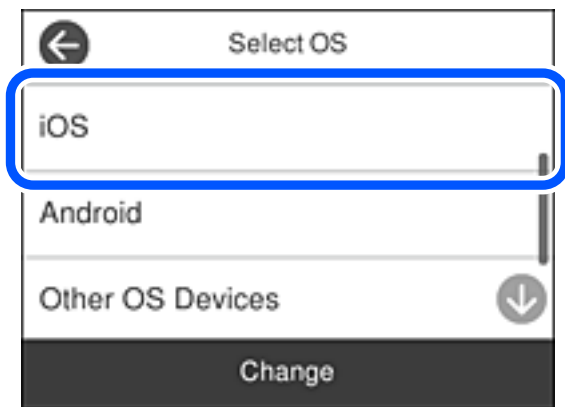 Select OS
iOS
Android
Other OS Devices
Change